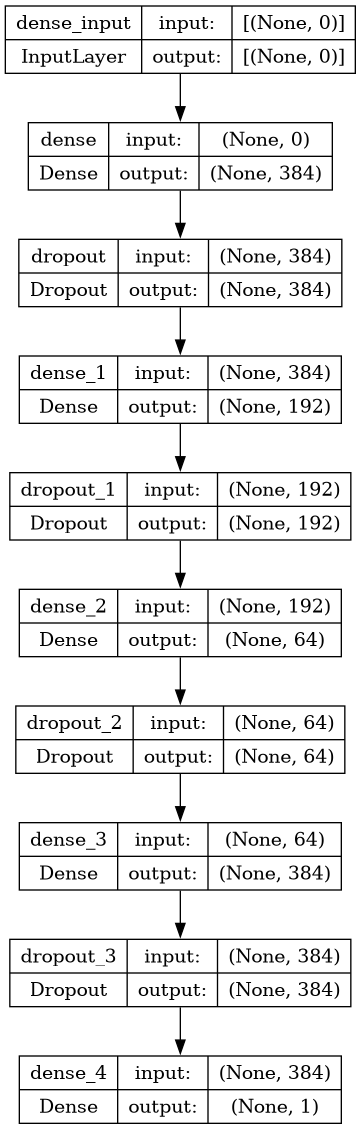 dense_input input: [(None, 0)]
InputLayer output: [(None, 0)]
dense input: (None, 0)
Dense output: (None, 384)
dropout input: (None, 384)
Dropout output: (None, 384)
dense_1 input: (None, 384)
Dense output: (None, 192)
dropout_1 input: (None, 192)
Dropout output: (None, 192)
dense_2 input: (None, 192)
Dense output: (None, 64)
dropout_2 input: (None, 64)
Dropout output: (None, 64)
dense_3 input: (None, 64)
Dense output: (None, 384)
dropout_3 input: (None, 384)
Dropout output: (None, 384)
dense_4 input: (None, 384)
Dense output: (None, 1)